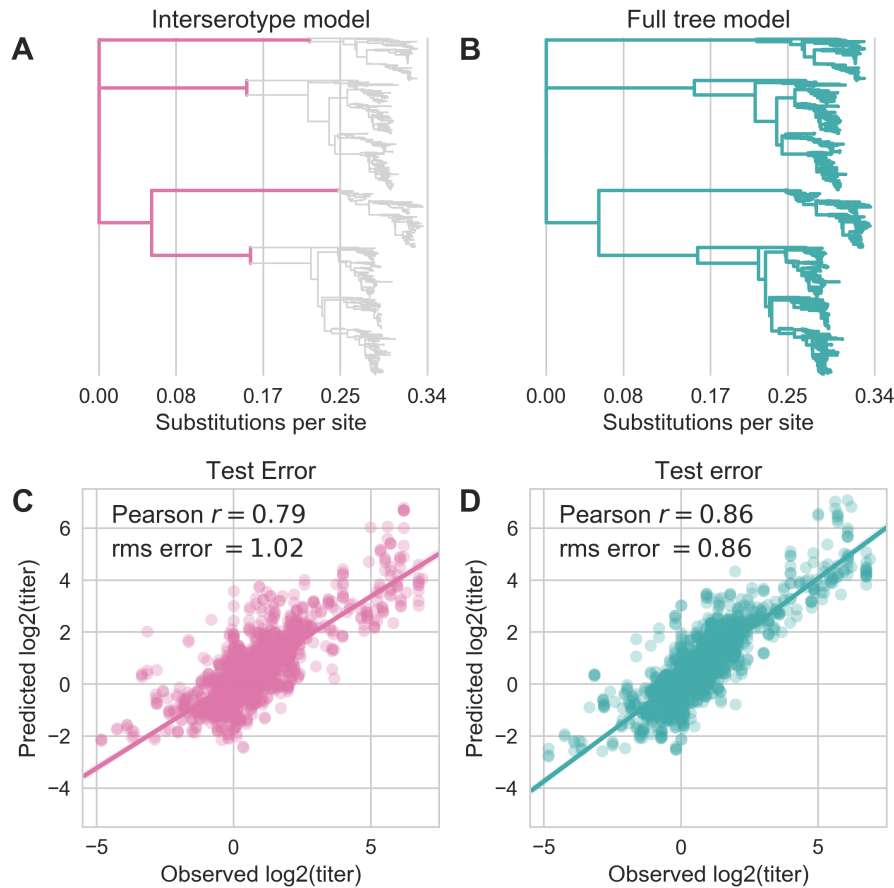 A
Interserotype model
0.00 0.08 0.17 0.25 0.34
Substitutions per site
B
Full tree model
0.00 0.08 0.17 0.25 0.34
Substitutions per site
C
Test Error
Pearson r = 0.79
rms error = 1.02
Predicted log2(titer)
6
4
2
0
−2
−4
−5 0 5
Observed log2(titer)
D
Test error
Pearson r = 0.86
rms error = 0.86
Predicted log2(titer)
6
4
2
0
−2
−4
−5 0 5
Observed log2(titer)